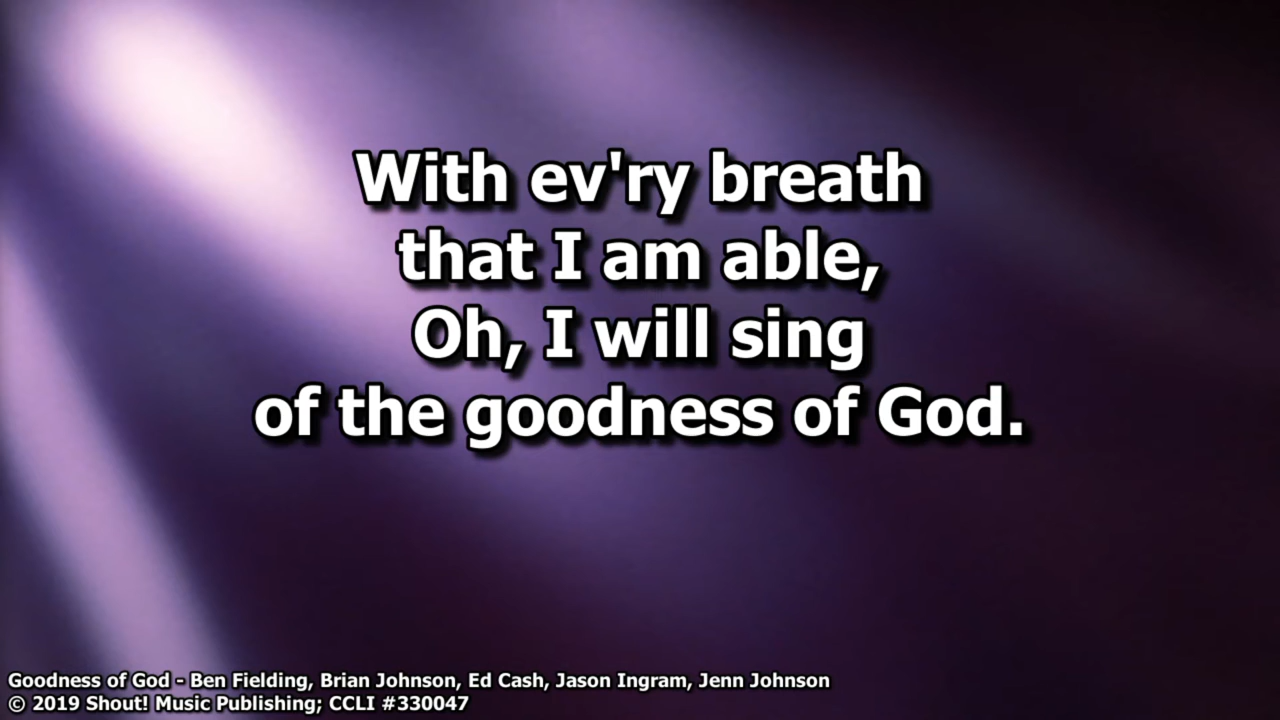 With ev'ry breath
that I am able,
Oh, I will sing
of the goodness of God.
Goodness of God - Ben Fielding, Brian Johnson, Ed Cash, Jason Ingram, Jenn Johnson
© 2019 Shout! Music Publishing; CCLI #330047